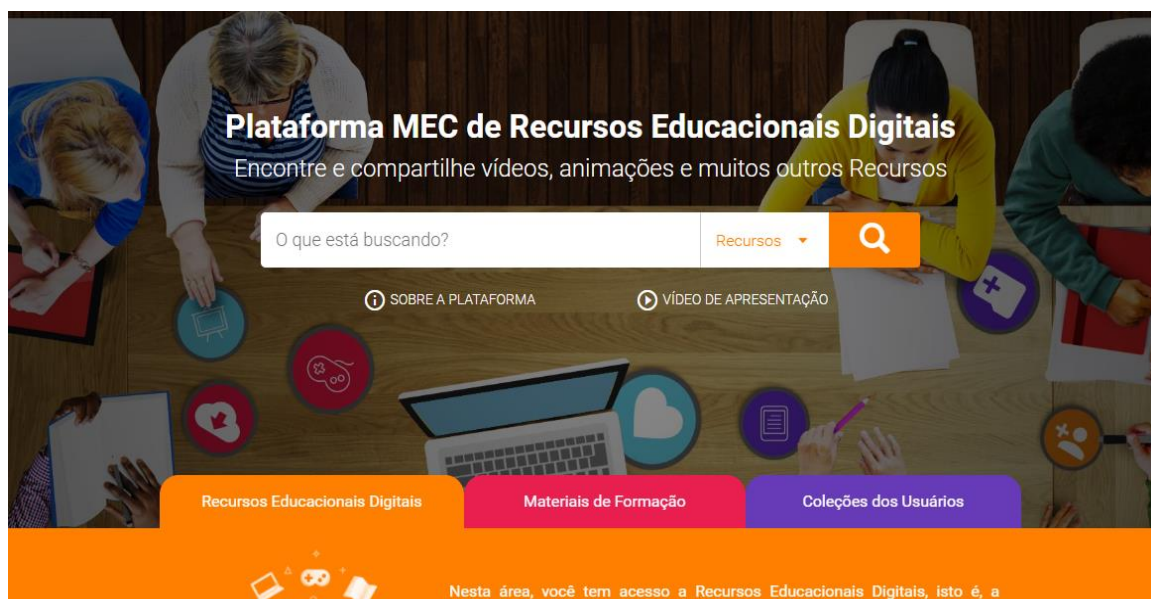 Plataforma MEC de Recursos Educacionais Digitais
Encontre e compartilhe vídeos, animações e muitos outros Recursos
O que está buscando?
Recursos
SOBRE A PLATAFORMA
VÍDEO DE APRESENTAÇÃO
Recursos Educacionais Digitais
Materiais de Formação
Coleções dos Usuários
Nesta área, você tem acesso a Recursos Educacionais Digitais, isto é, a